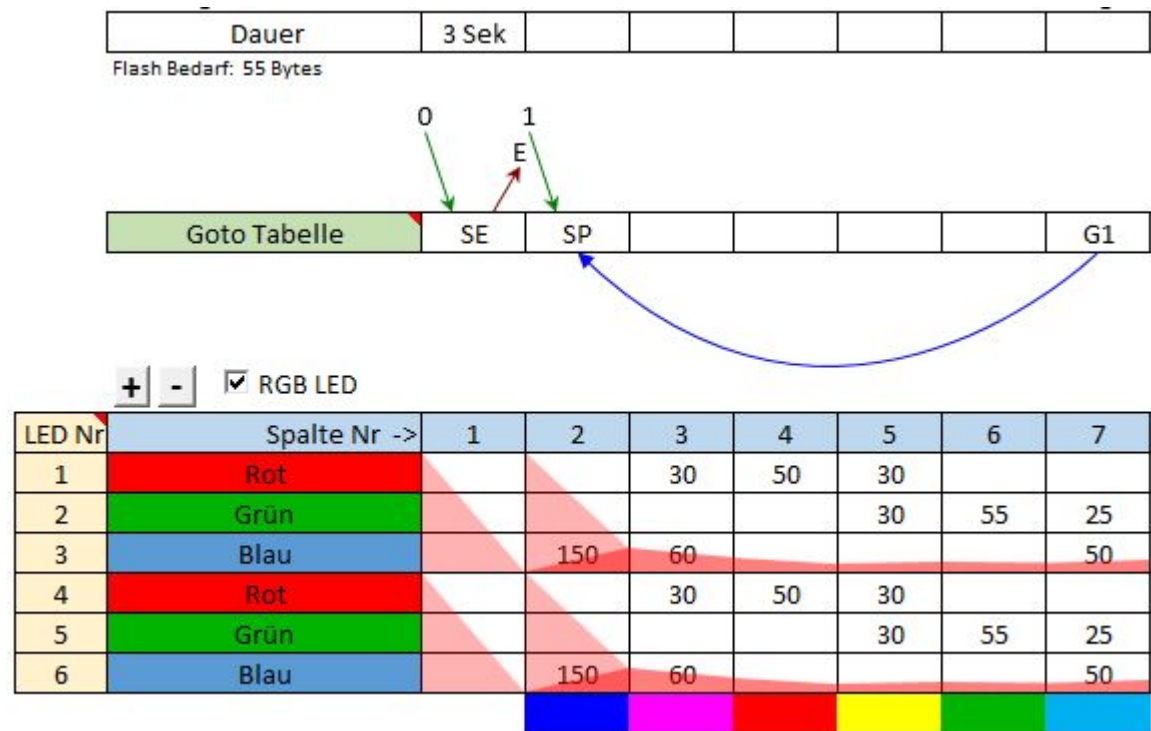 Dauer 3 Sek
Flash Bedarf: 55 Bytes
0 1
E
Goto Tabelle SE SP G1
+ - RGB LED
LED Nr Spalte Nr -> 1 2 3 4 5 6 7
1 Rot 30 50 30
2 Grün 30 55 25
3 Blau 150 60 50
4 Rot 30 50 30
5 Grün 30 55 25
6 Blau 150 60 50